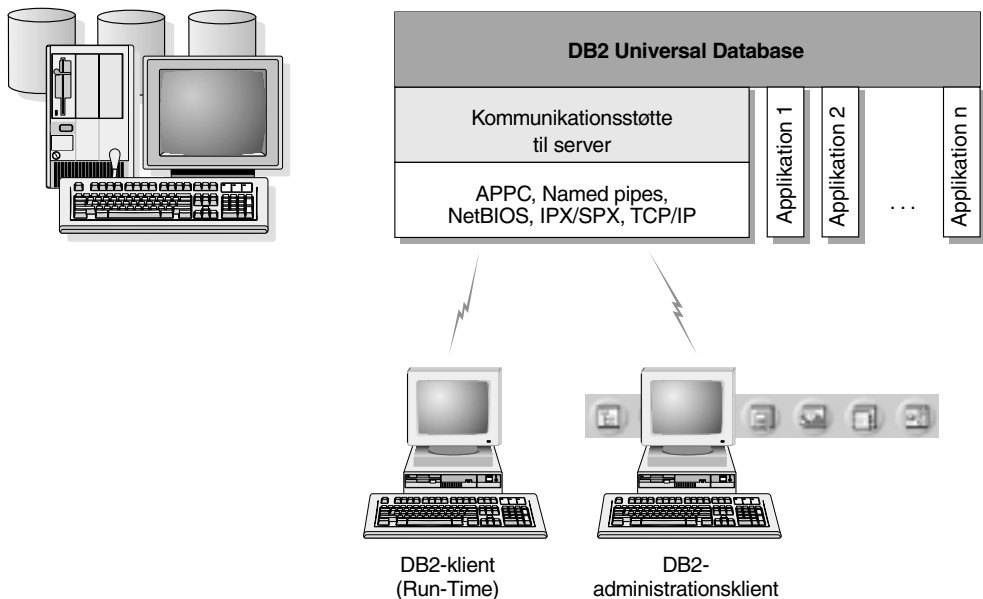 DB2 Universal Database
Kommunikationsstøtte
til server
APPC, Named pipes,
NetBIOS, IPX/SPX, TCP/IP
Applikation 1
Applikation 2
. . .
Applikation n
DB2-klient
(Run-Time)
DB2-
administrationsklient